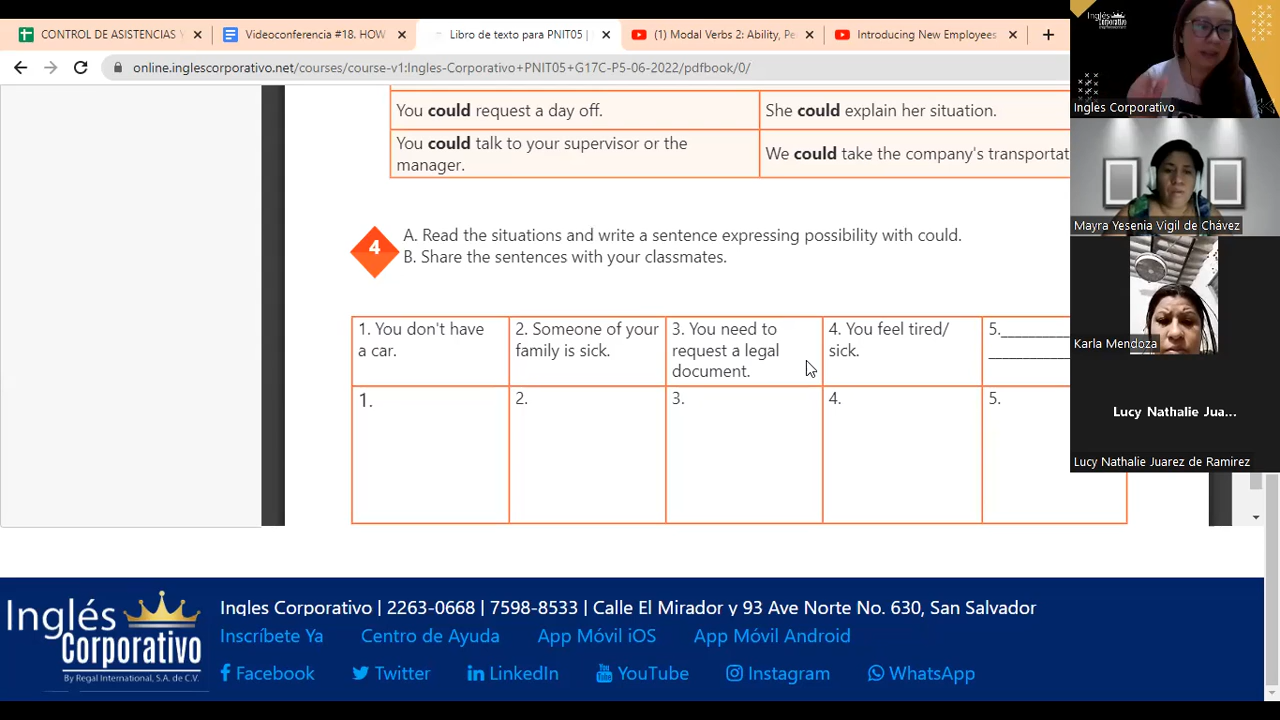 CONTROL DE ASISTENCIAS
Videoconferencia #18. HOW
Libro de texto para PNIT05 |
(1) Modal Verbs 2: Ability, Pe
Introducing New Employees
online.inglescorporativo.net/courses/course-v1:Ingles-Corporativo+PNIT05+G17C-P5-06-2022/pdfbook/0/
You could request a day off.
She could explain her situation.
You could talk to your supervisor or the
manager.
We could take the company's transportat
4
A. Read the situations and write a sentence expressing possibility with could.
B. Share the sentences with your classmates.
1. You don't have
a car.
2. Someone of your
family is sick.
3. You need to
request a legal
document.
4. You feel tired/
sick.
5.__________
__________
1.
2.
3.
4.
5.
Inglés
Corporativo
Ingles Corporativo
Mayra Yesenia Vigil de Chávez
Karla Mendoza
Lucy Nathalie Jua...
Lucy Nathalie Juarez de Ramirez
Inglés
Corporativo
By Regal International, S.A. de C.V.
Ingles Corporativo | 2263-0668 | 7598-8533 | Calle El Mirador y 93 Ave Norte No. 630, San Salvador
Inscríbete Ya
Centro de Ayuda
App Móvil iOS
App Móvil Android
Facebook
Twitter
LinkedIn
YouTube
Instagram
WhatsApp